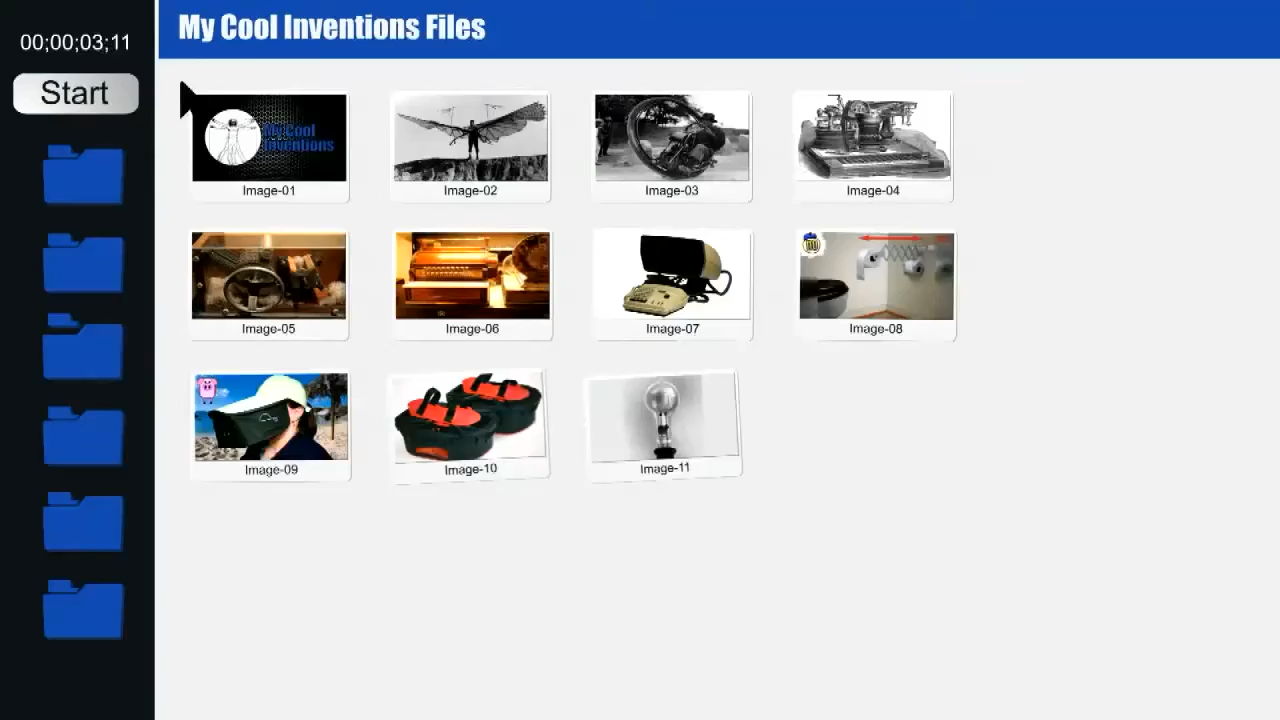 My Cool Inventions Files
00;00;03;11
Start
My Cool
Inventions
Image-01
Image-02
Image-03
Image-04
Image-05
Image-06
Image-07
Image-08
Image-09
Image-10
Image-11